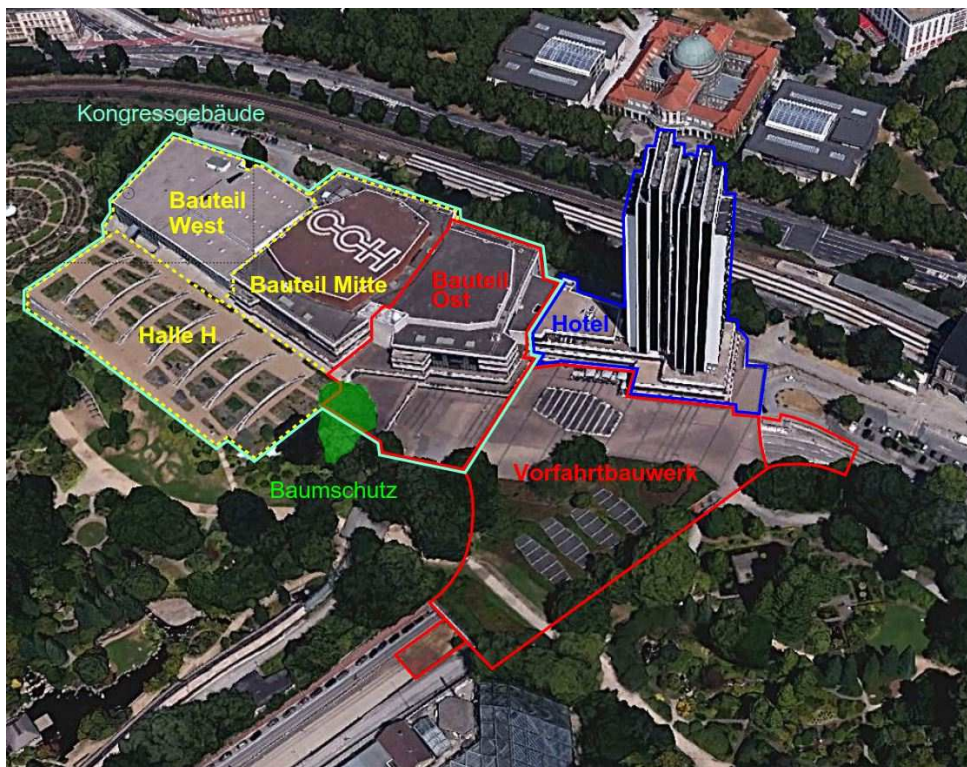 Kongressgebäude
Bauteil
West
CCH
Bauteil Mitte
Bauteil
Ost
Halle H
Hotel
Vorfahrtbauwerk
Baumschutz